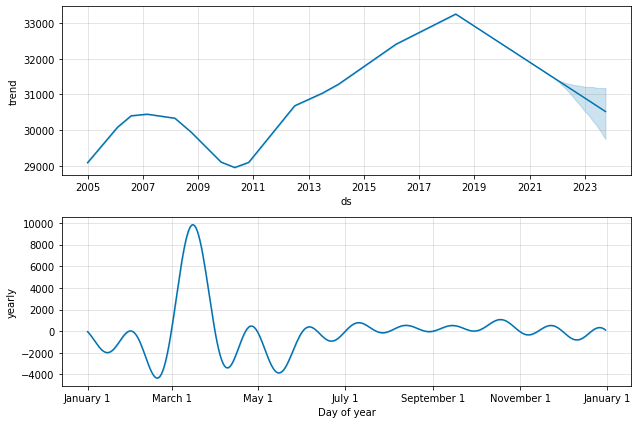 33000
32000
31000
30000
29000
trend
2005 2007 2009 2011 2013 2015 2017 2019 2021 2023
ds
10000
8000
6000
4000
2000
0
−2000
−4000
yearly
January 1 March 1 May 1 July 1 September 1 November 1 January 1
Day of year